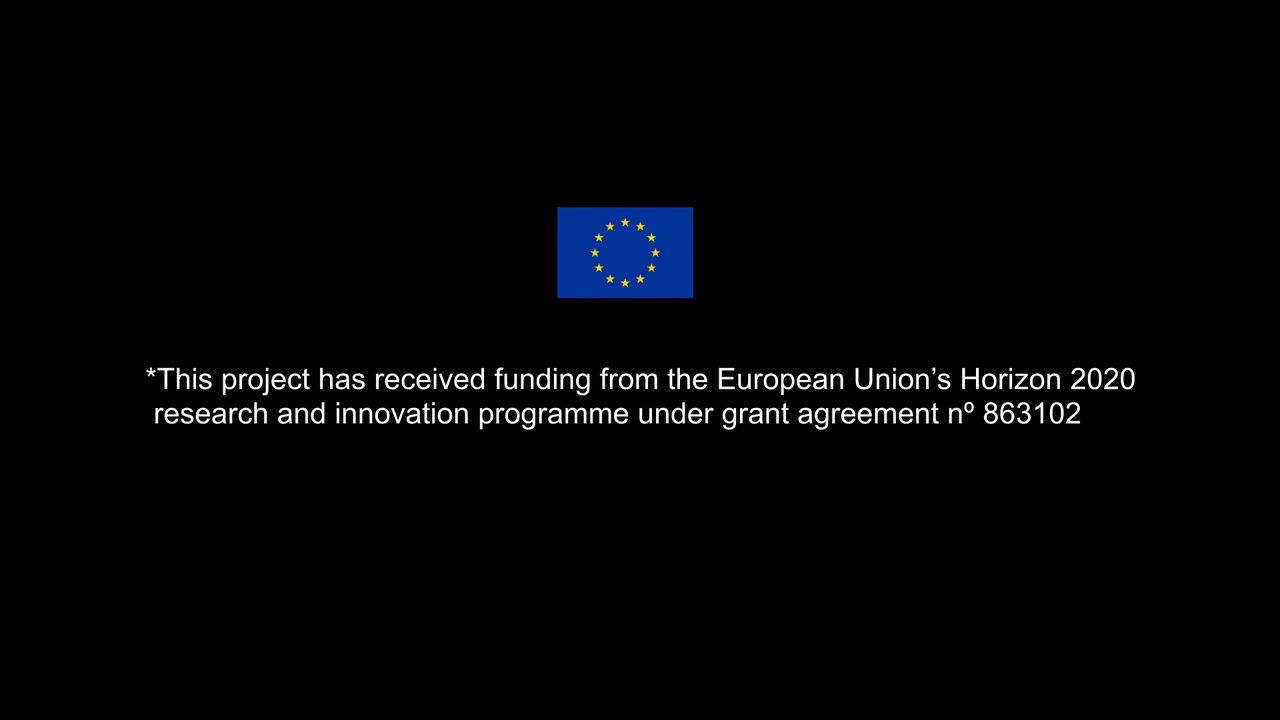 *This project has received funding from the European Union’s Horizon 2020
research and innovation programme under grant agreement nº 863102